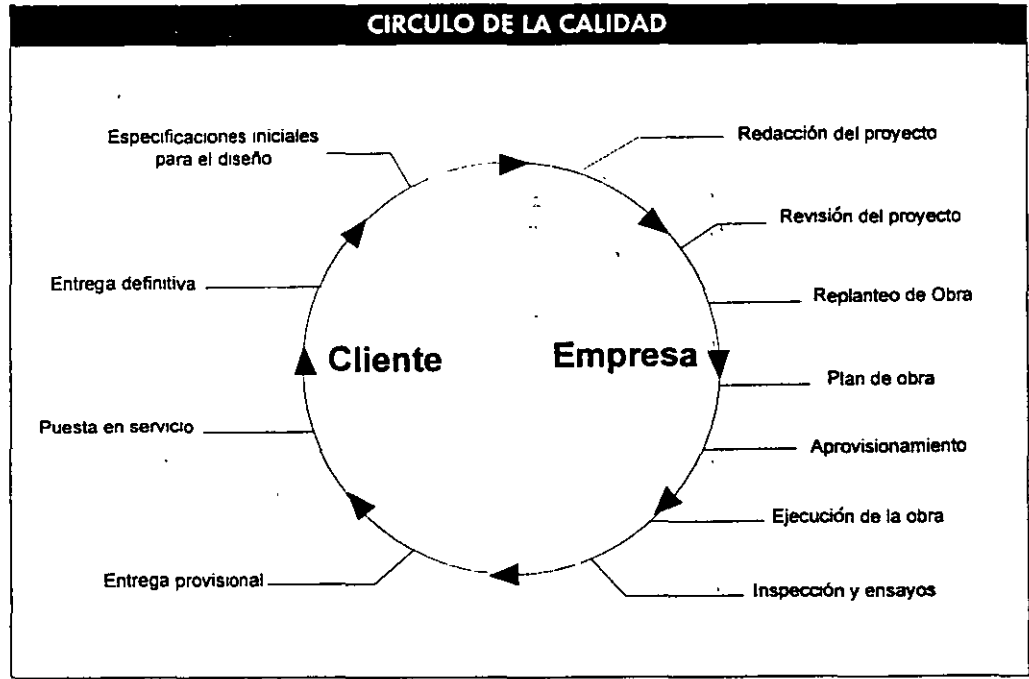 CIRCULO DE LA CALIDAD
Especificaciones iniciales
para el diseño
Redacción del proyecto
Revisión del proyecto
Entrega definitiva
Replanteo de Obra
Cliente
Empresa
Plan de obra
Puesta en servicio
Aprovisionamiento
Ejecución de la obra
Entrega provisional
Inspección y ensayos